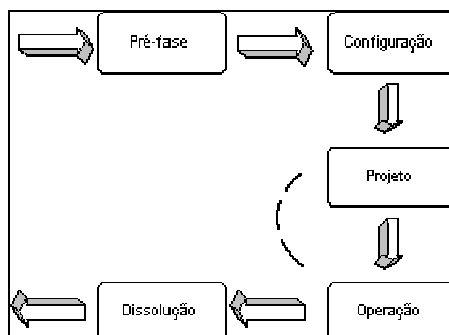 Pré-fase
Configuração
Projeto
Operação
Dissolução